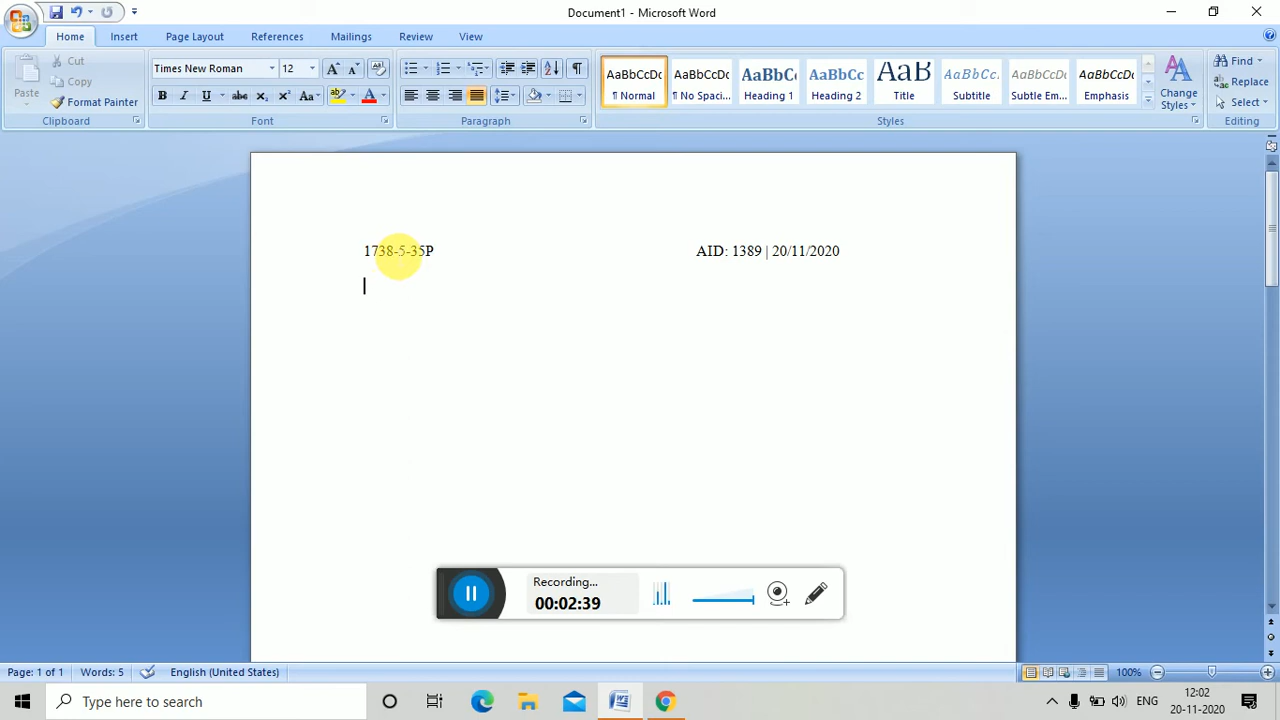 Document1 - Microsoft Word
Home Insert Page Layout References Mailings Review View
Paste
Cut
Copy
Format Painter
Clipboard
Times New Roman 12
Font
Paragraph
AaBbCcDc AaBbCcDc AaBbCc AaBbCc AaB AaBbCc. AaBbCcDc AaBbCcDc
¶ Normal ¶ No Spaci... Heading 1 Heading 2 Title Subtitle Subtle Em... Emphasis
Change Styles
Styles
Find
Replace
Select
Editing
1738-5-35P AID: 1389 | 20/11/2020
Recording...
00:02:39
Page: 1 of 1 Words: 5 English (United States) 100%
Type here to search
ENG
12:02
20-11-2020